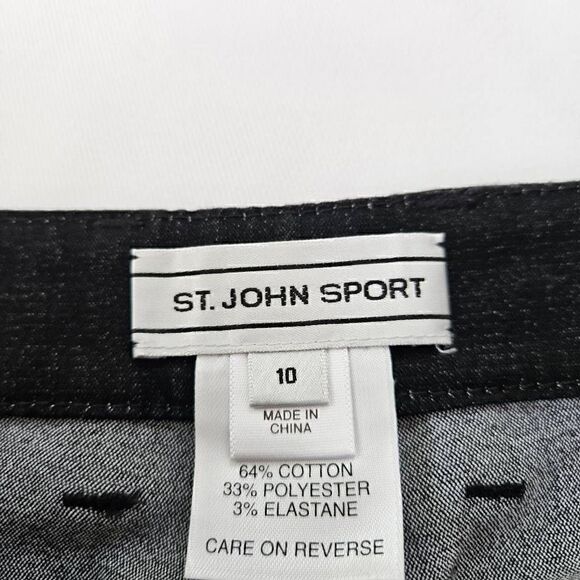 ST. JOHN SPORT
10
MADE IN
CHINA
64% COTTON
33% POLYESTER
3% ELASTANE
CARE ON REVERSE